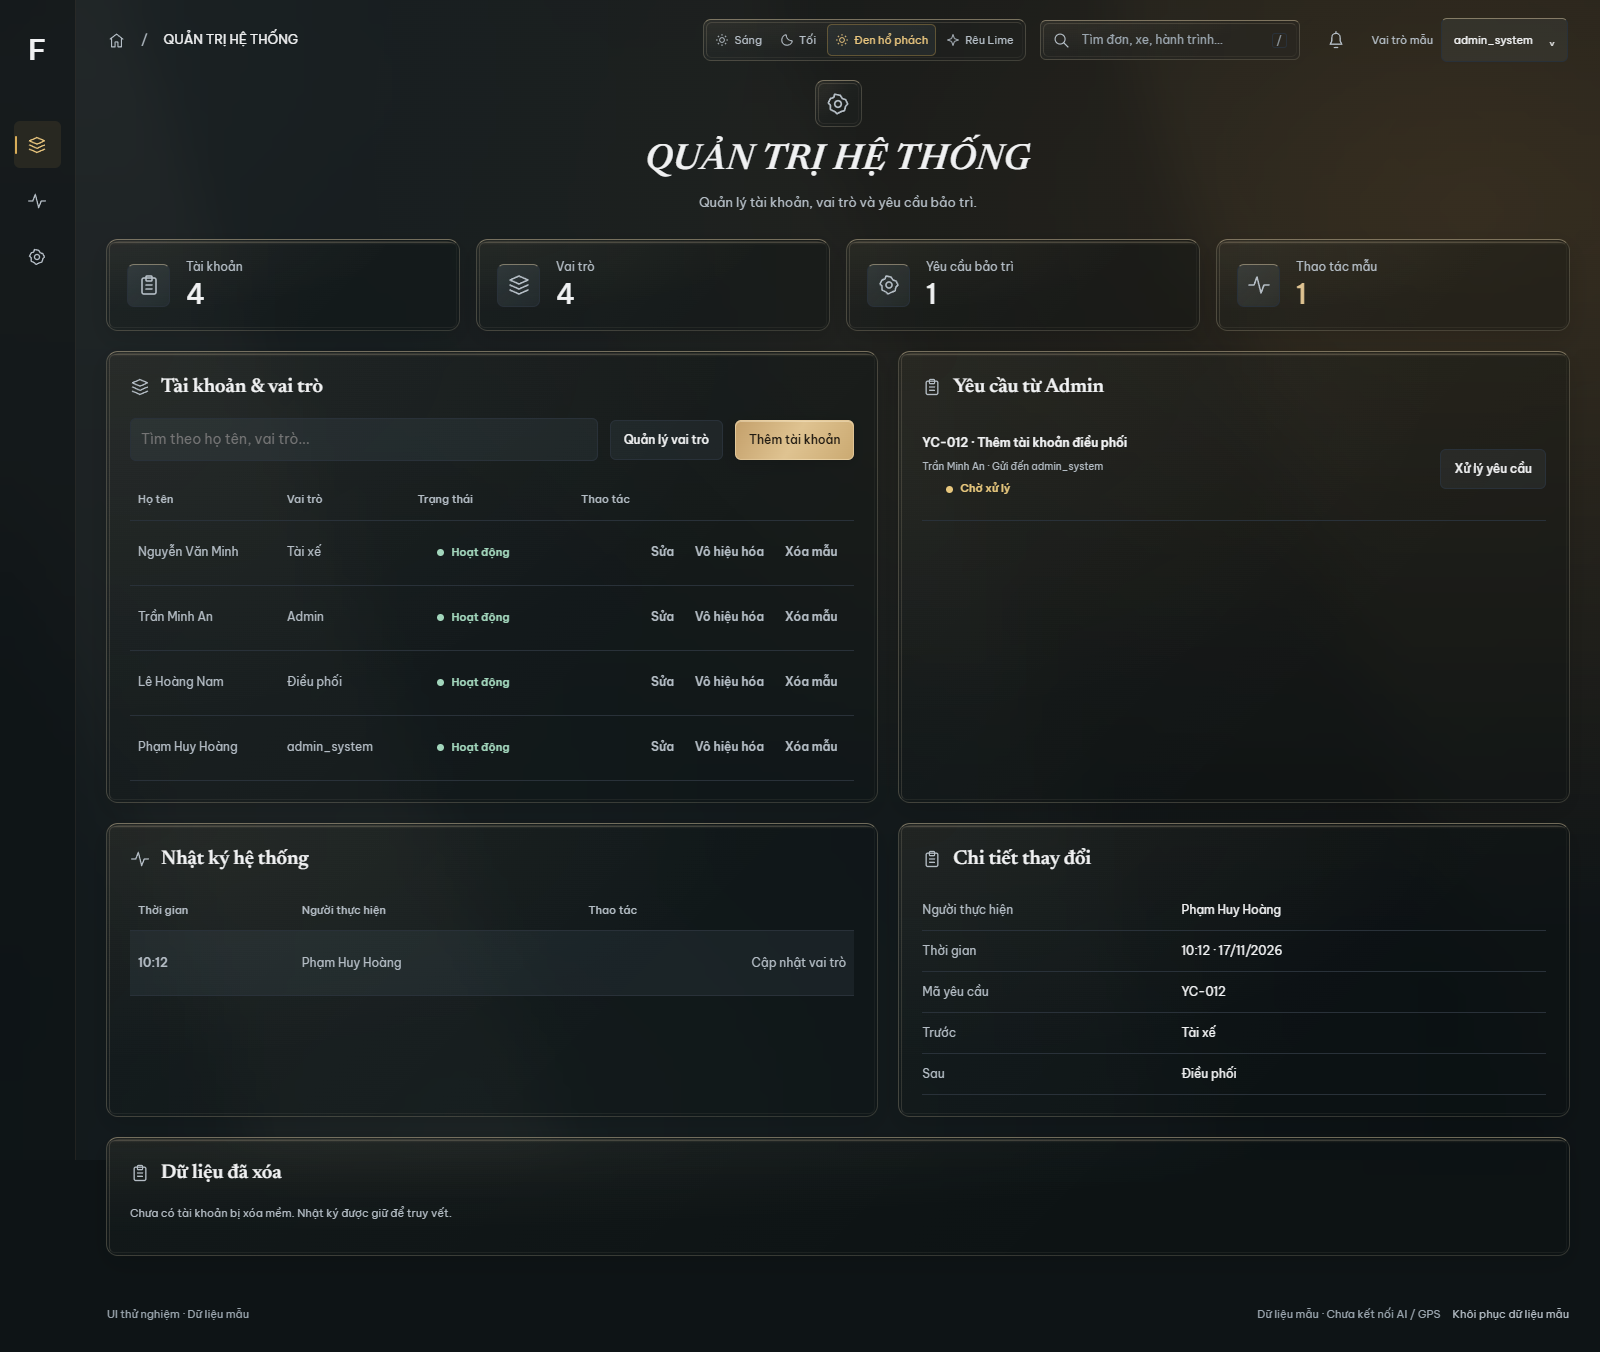 F
/ QUẢN TRỊ HỆ THỐNG
Sáng Tối Đen hổ phách Rêu Lime
Tìm đơn, xe, hành trình... /
Vai trò mẫu admin_system
QUẢN TRỊ HỆ THỐNG
Quản lý tài khoản, vai trò và yêu cầu bảo trì.
Tài khoản
4
Vai trò
4
Yêu cầu bảo trì
1
Thao tác mẫu
1
Tài khoản & vai trò
Tìm theo họ tên, vai trò...
Quản lý vai trò
Thêm tài khoản
Họ tên Vai trò Trạng thái Thao tác
Nguyễn Văn Minh Tài xế Hoạt động Sửa Vô hiệu hóa Xóa mẫu
Trần Minh An Admin Hoạt động Sửa Vô hiệu hóa Xóa mẫu
Lê Hoàng Nam Điều phối Hoạt động Sửa Vô hiệu hóa Xóa mẫu
Phạm Huy Hoàng admin_system Hoạt động Sửa Vô hiệu hóa Xóa mẫu
Yêu cầu từ Admin
YC-012 · Thêm tài khoản điều phối
Trần Minh An · Gửi đến admin_system
Chờ xử lý
Xử lý yêu cầu
Nhật ký hệ thống
Thời gian Người thực hiện Thao tác
10:12 Phạm Huy Hoàng Cập nhật vai trò
Chi tiết thay đổi
Người thực hiện Phạm Huy Hoàng
Thời gian 10:12 · 17/11/2026
Mã yêu cầu YC-012
Trước Tài xế
Sau Điều phối
Dữ liệu đã xóa
Chưa có tài khoản bị xóa mềm. Nhật ký được giữ để truy vết.
UI thử nghiệm · Dữ liệu mẫu
Dữ liệu mẫu · Chưa kết nối AI / GPS Khôi phục dữ liệu mẫu